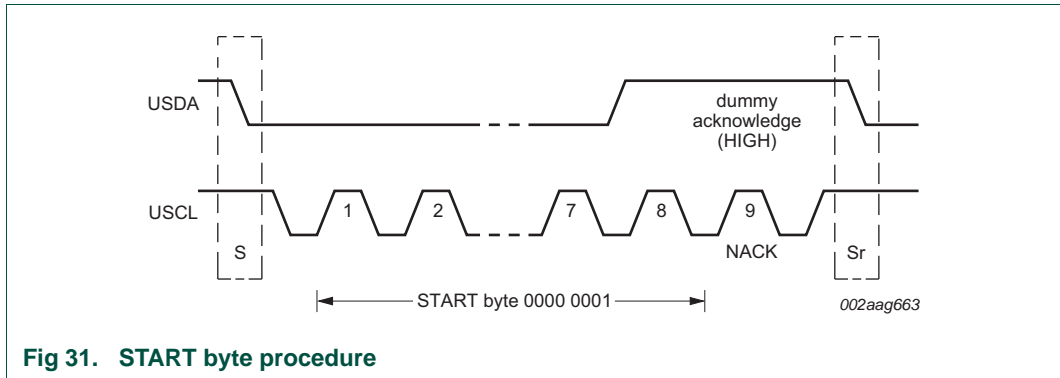 USDA
dummy
acknowledge
(HIGH)
USCL
1
2
7
8
9
S
NACK
Sr
START byte 0000 0001
002aag663
Fig 31. START byte procedure